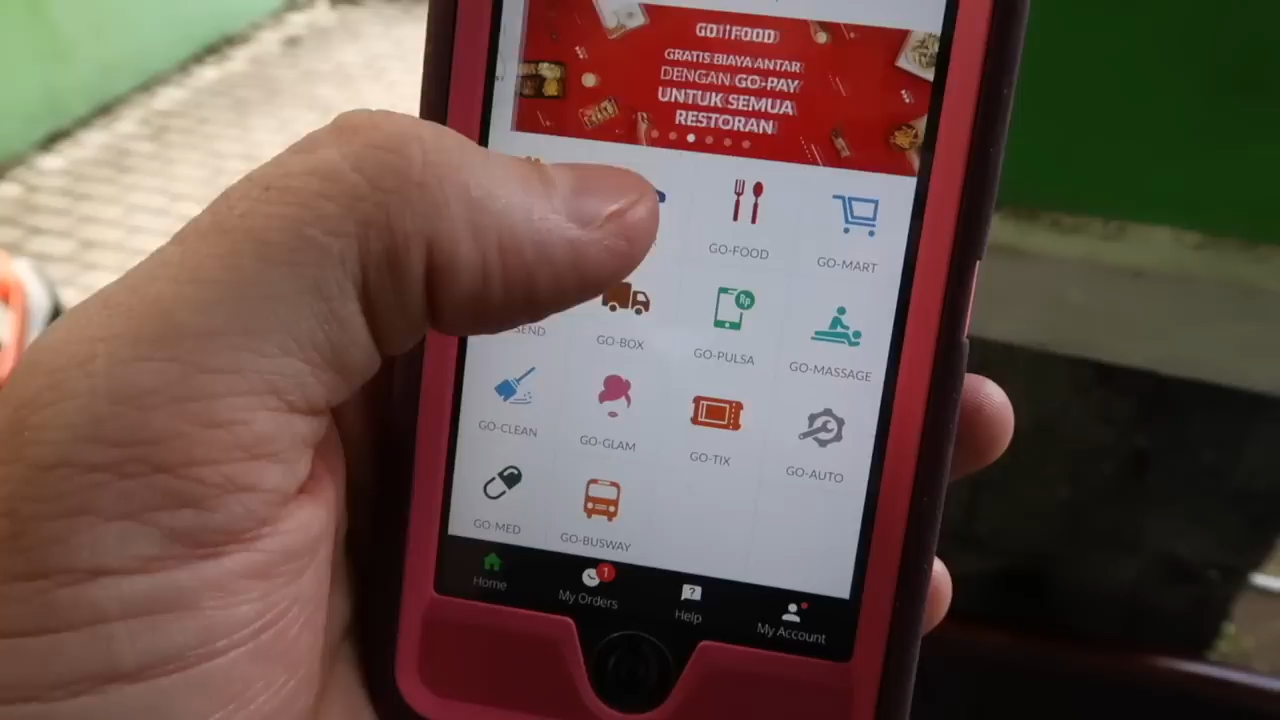 GO FOOD
GRATIS BIAYA ANTAR
DENGAN GO-PAY
UNTUK SEMUA
RESTORAN
GO-FOOD
GO-MART
SEND
GO-BOX
GO-PULSA
Rp
GO-MASSAGE
GO-CLEAN
GO-GLAM
GO-TIX
GO-AUTO
GO-MED
GO-BUSWAY
Home
1
My Orders
?
Help
My Account